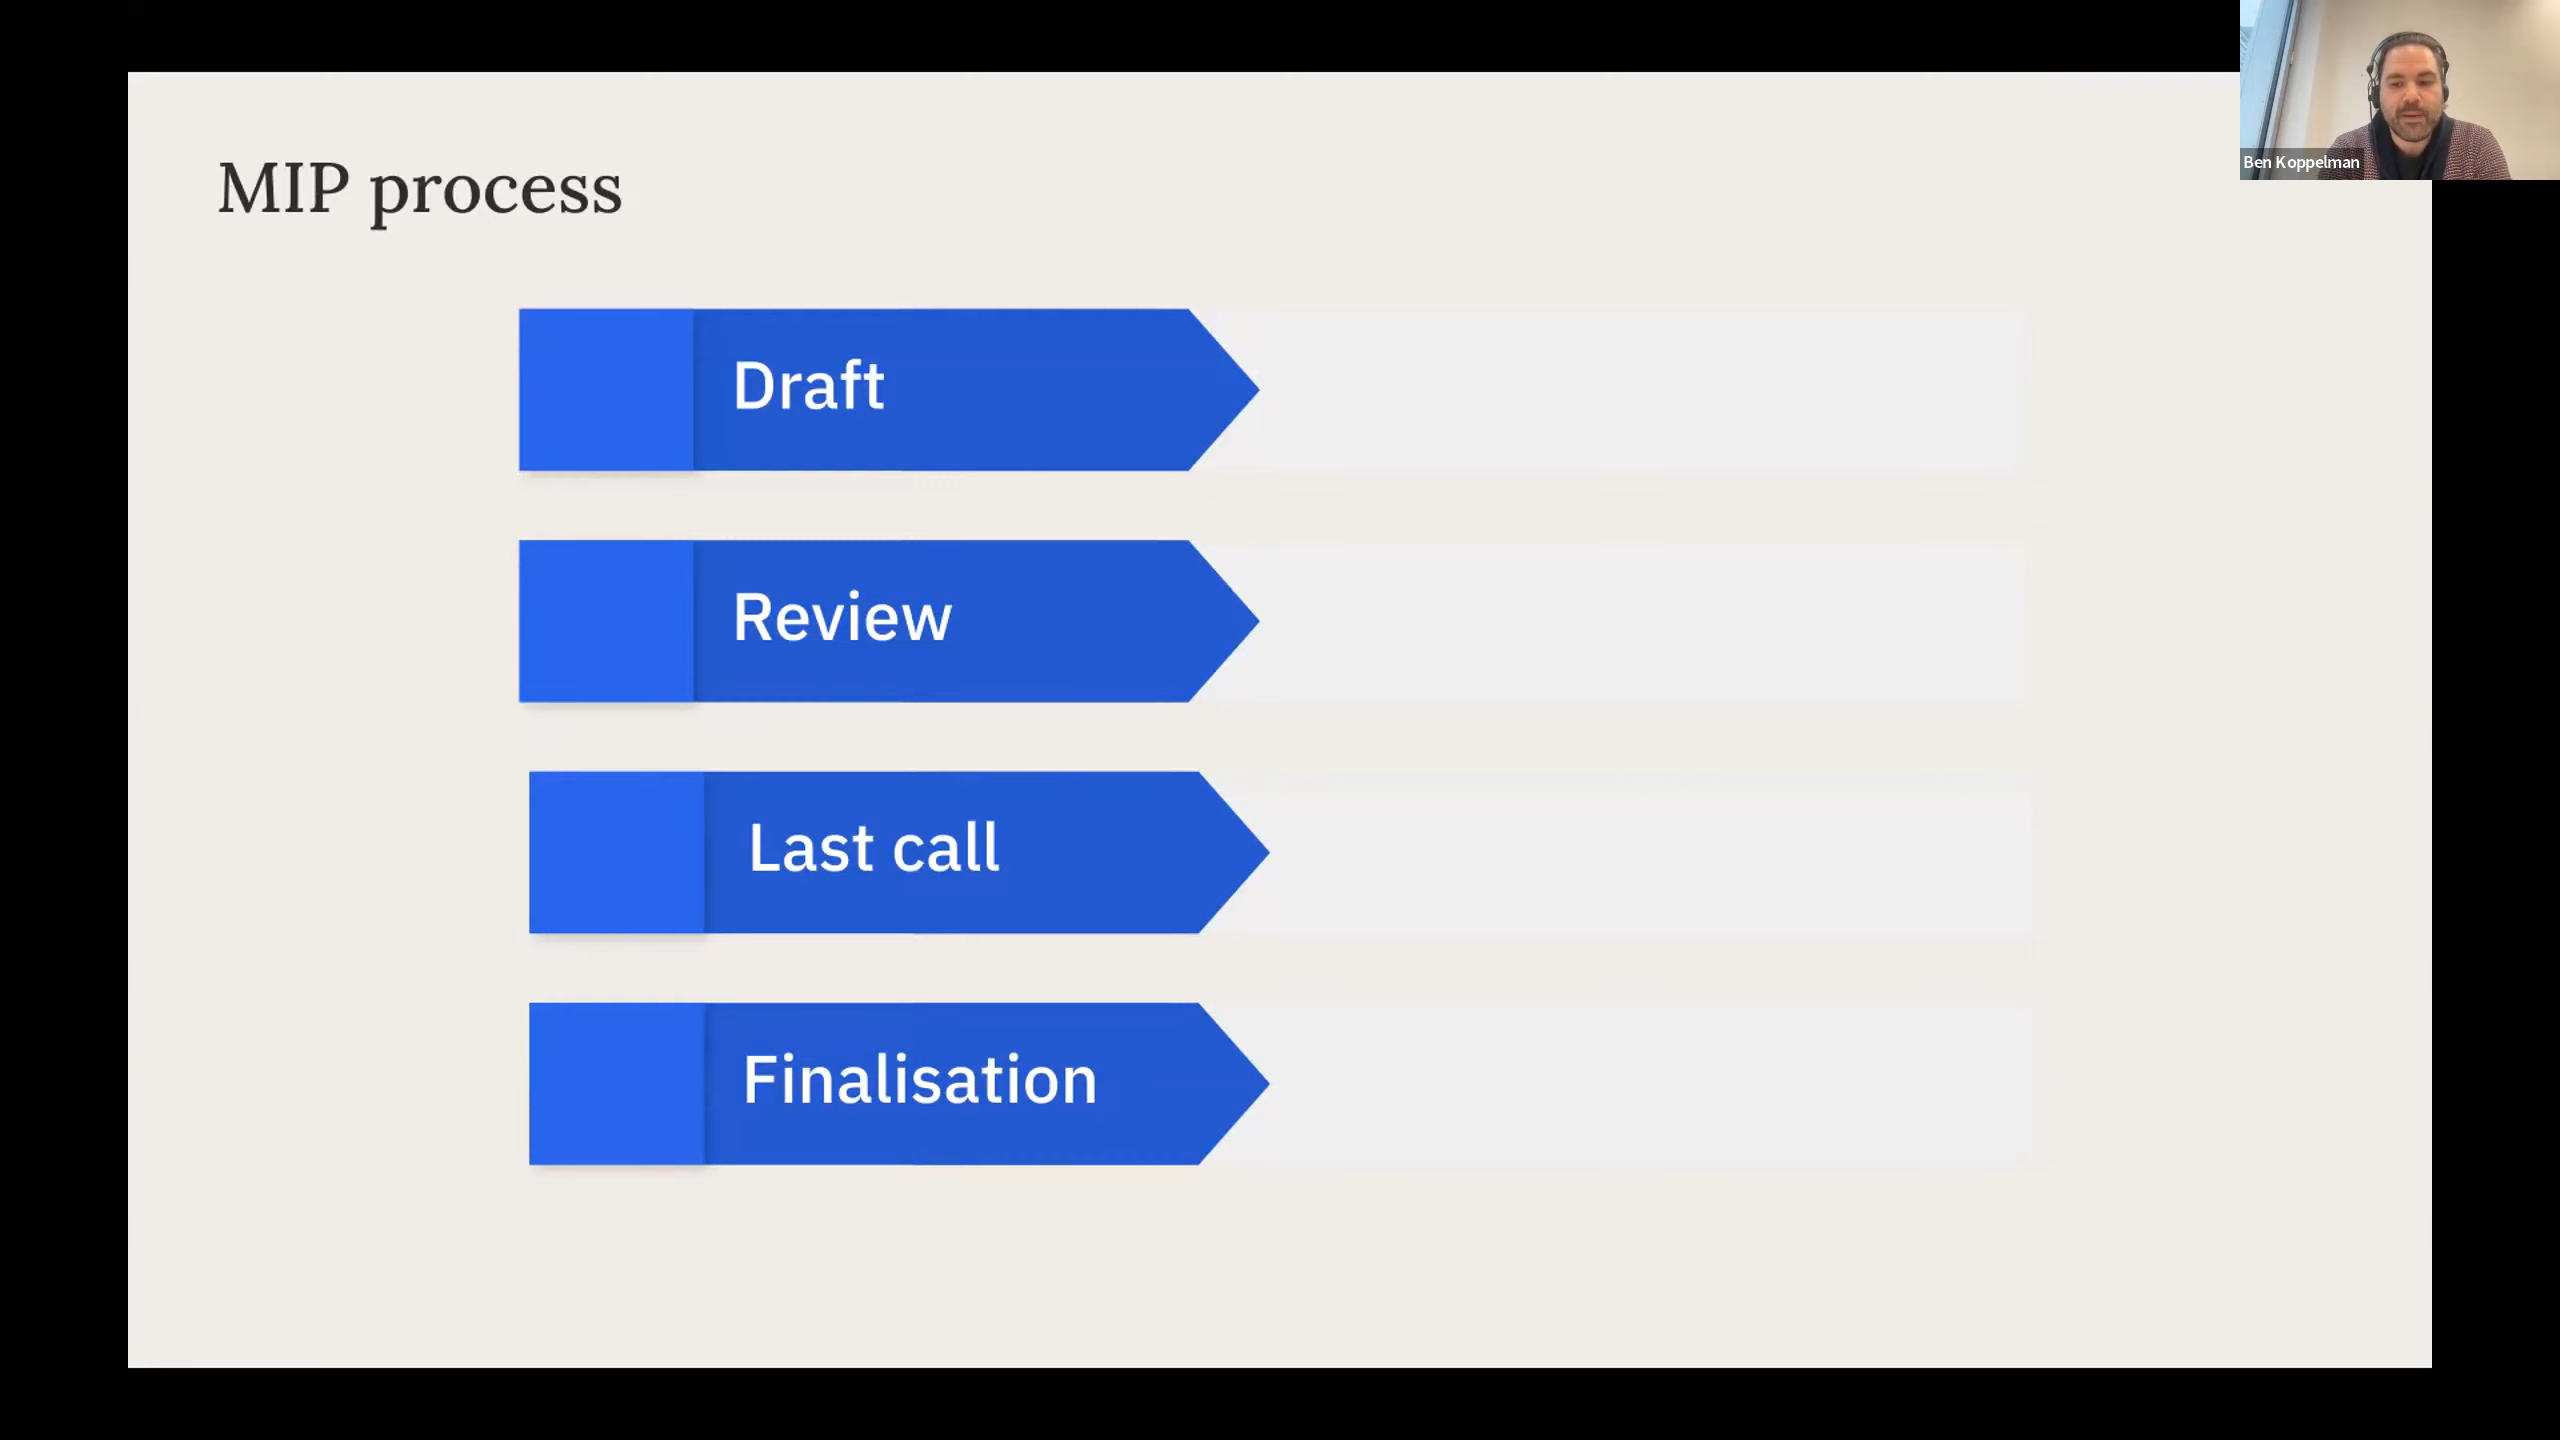 MIP process
Ben Koppelman
Draft
Review
Last call
Finalisation